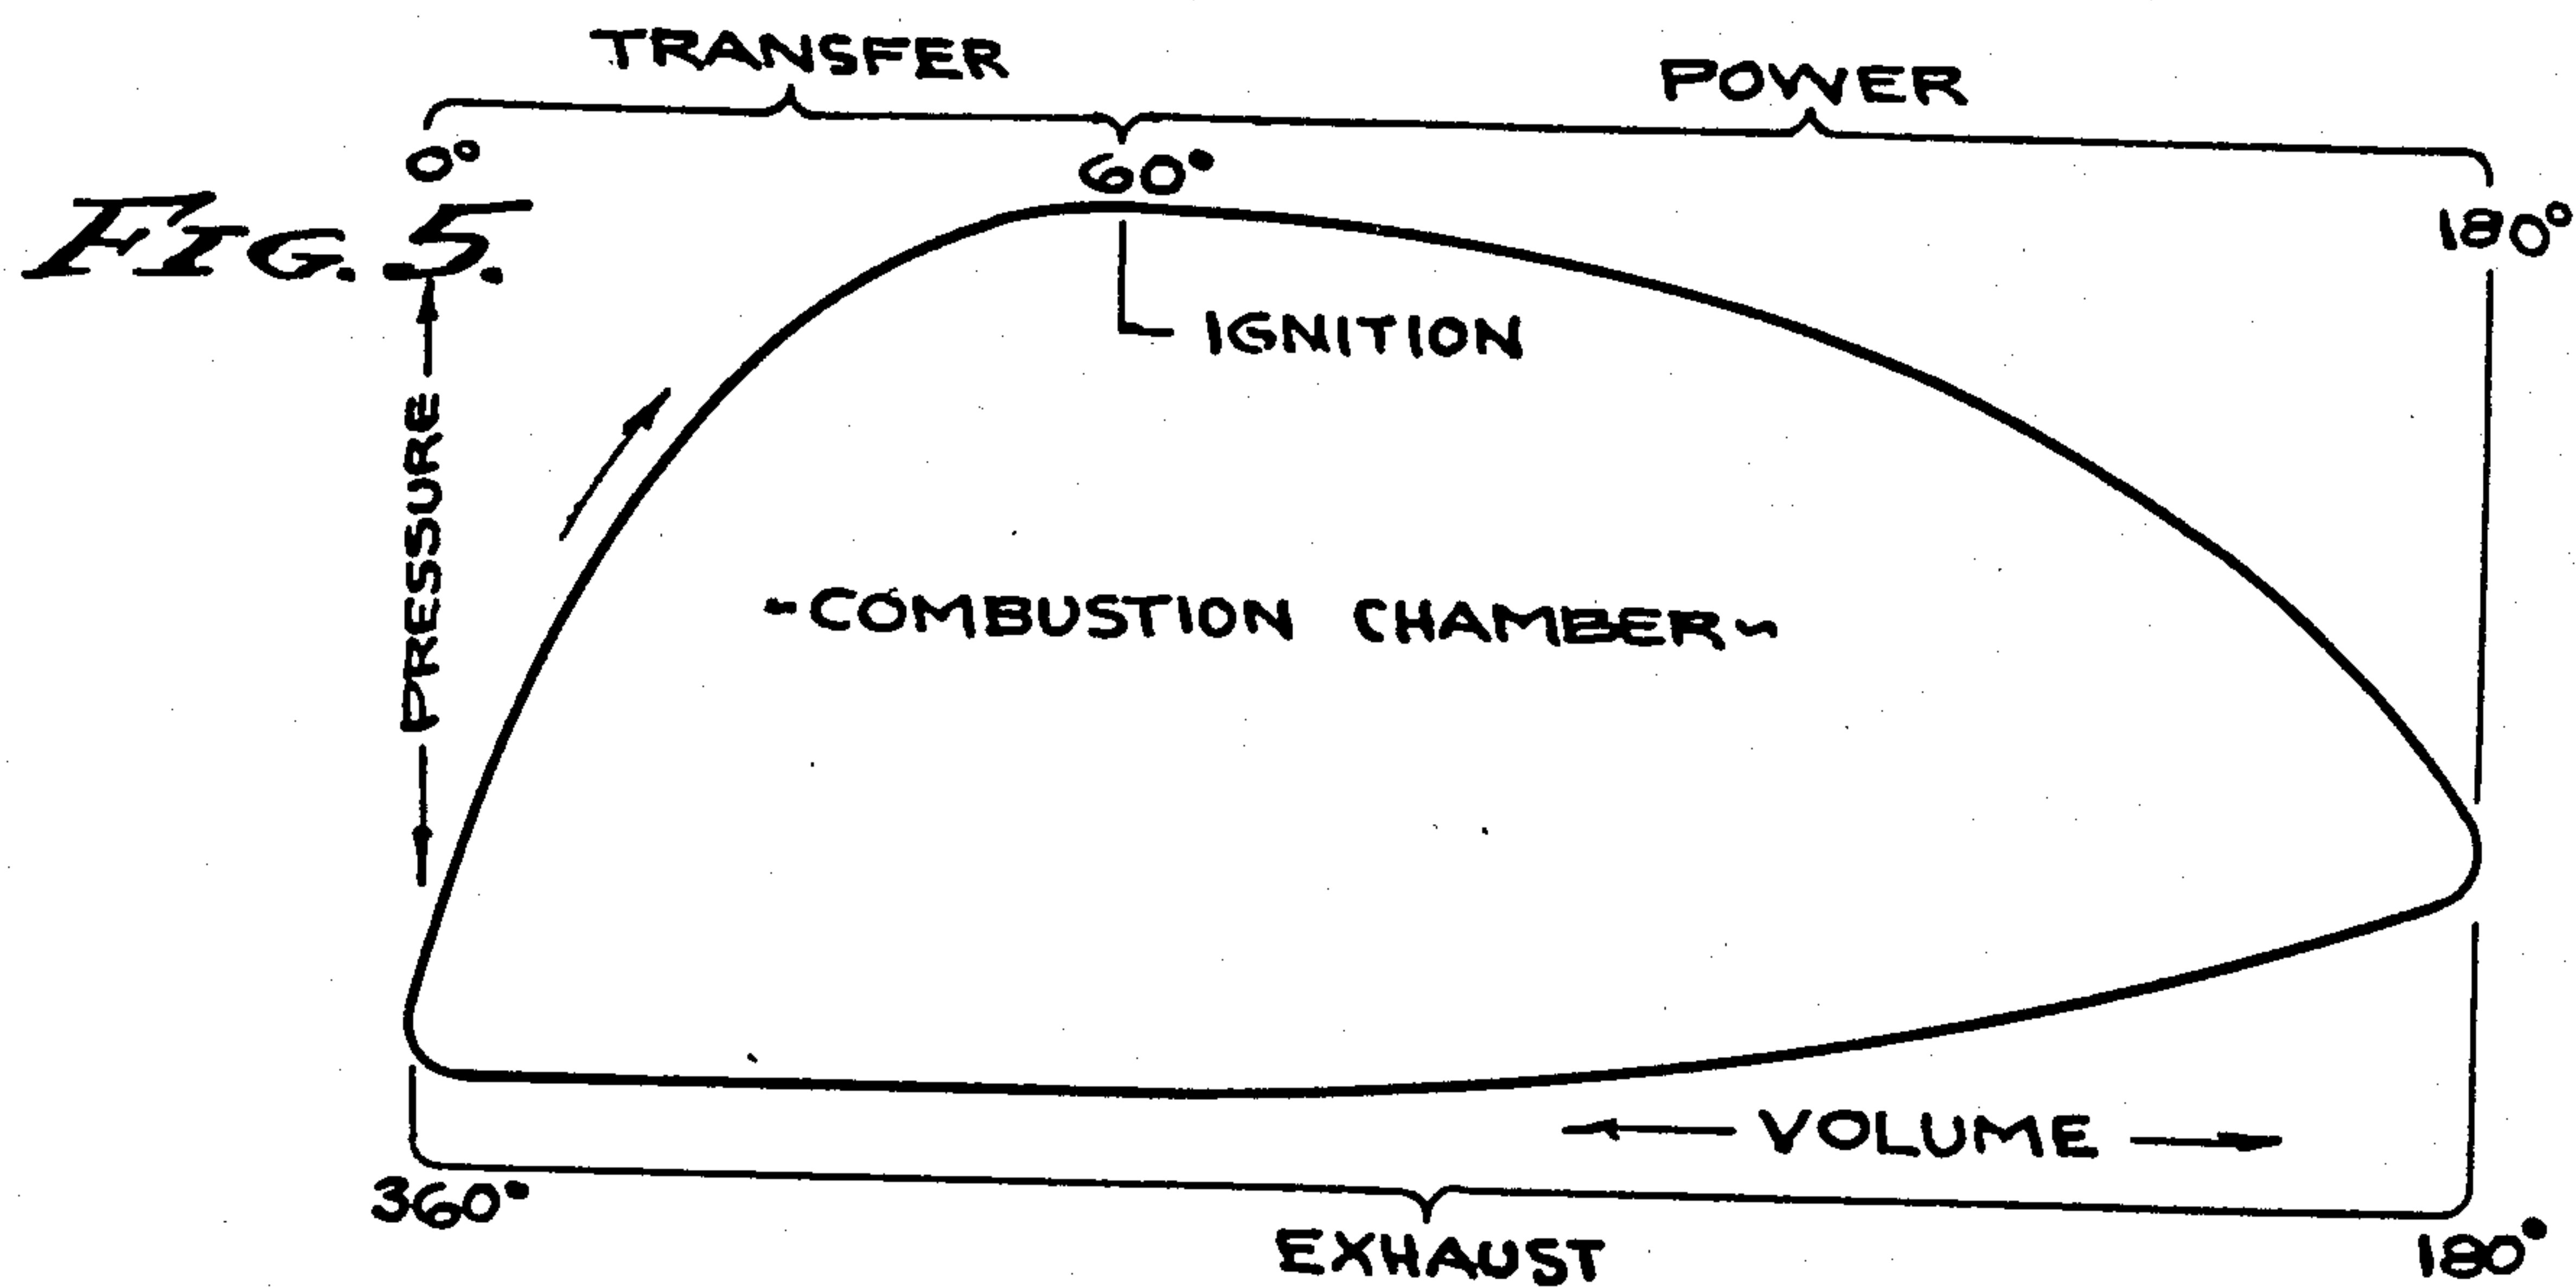 TRANSFER
POWER
0°
60°
180°
FIG. 5.
IGNITION
PRESSURE
-COMBUSTION CHAMBER~
VOLUME
360°
EXHAUST
180°